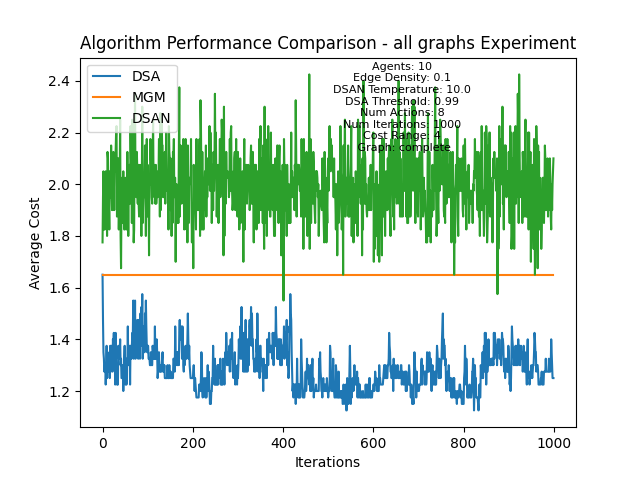 Algorithm Performance Comparison - all graphs Experiment
DSA
MGM
DSAN
Agents: 10
Edge Density: 0.1
DSAN Temperature: 10.0
DSA Threshold: 0.99
Num Actions: 8
Num Iterations: 1000
Cost Range: 4
Graph: complete
Average Cost
2.4
2.2
2.0
1.8
1.6
1.4
1.2
0 200 400 600 800 1000
Iterations